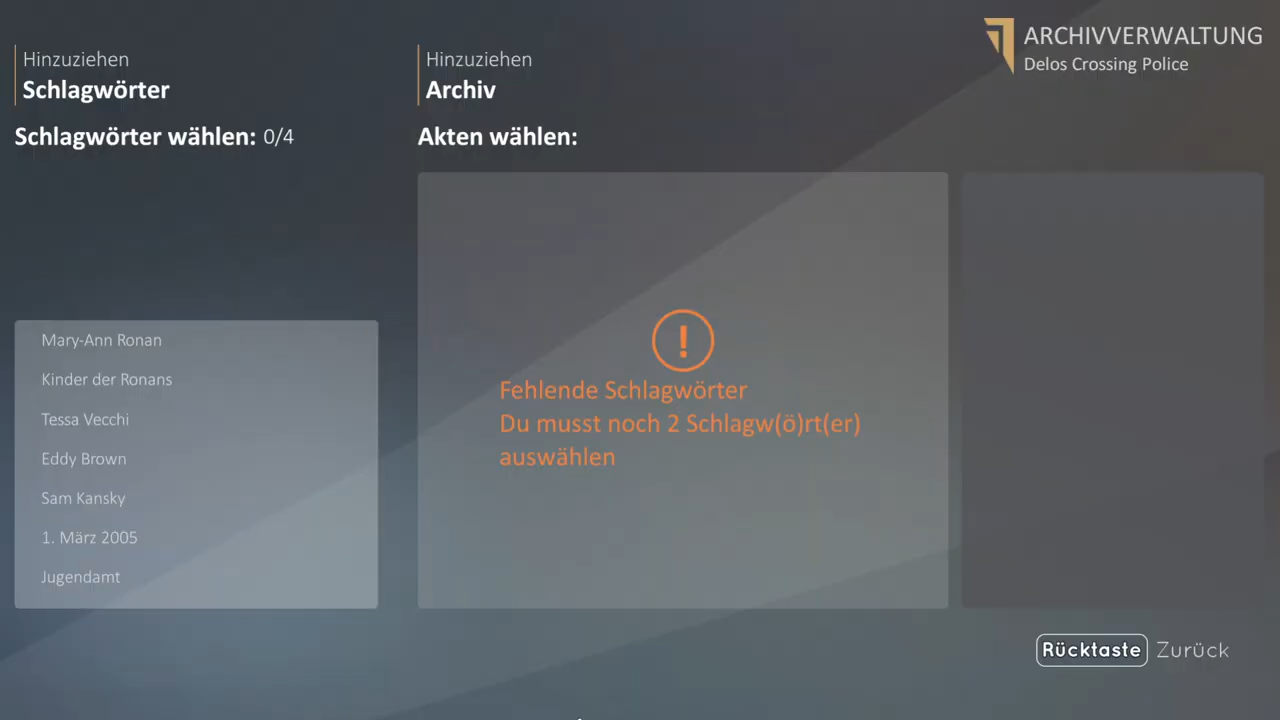 Hinzuziehen
Schlagwörter
Schlagwörter wählen: 0/4
Mary-Ann Ronan
Kinder der Ronans
Tessa Vecchi
Eddy Brown
Sam Kansky
1. März 2005
Jugendamt
Hinzuziehen
Archiv
Akten wählen:
Fehlende Schlagwörter
Du musst noch 2 Schlagw(ö)rt(er)
auswählen
ARCHIVVERWALTUNG
Delos Crossing Police
Rücktaste Zurück